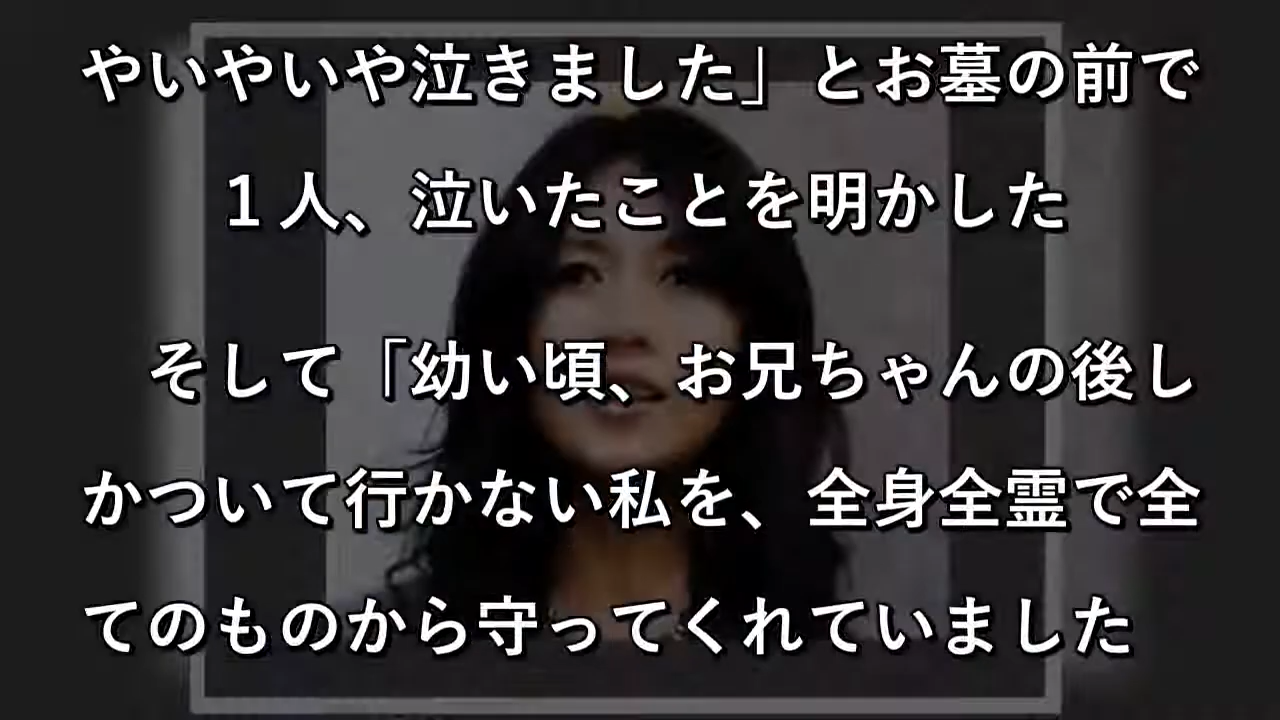 やいやいや泣きました」とお墓の前で
１人、泣いたことを明かした
そして「幼い頃、お兄ちゃんの後し
かついて行かない私を、全身全霊で全
てのものから守ってくれていました